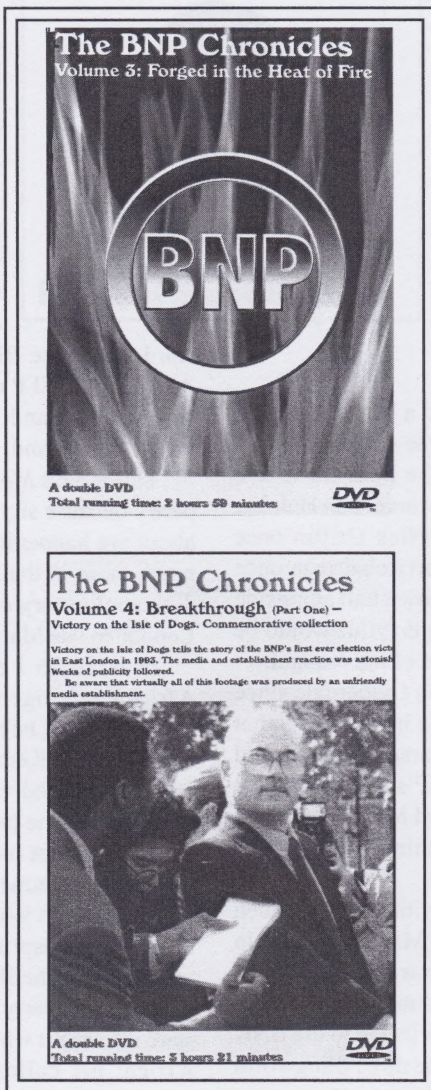 The BNP Chronicles
Volume 3: Forged in the Heat of Fire
BNP
A double DVD
Total running time: 2 hours 59 minutes
DVD
The BNP Chronicles
Volume 4: Breakthrough (Part One) –
Victory on the Isle of Dogs. Commemorative collection
Victory on the Isle of Dogs tells the story of the BNP's first ever election victo
in East London in 1993. The media and establishment reaction was astonish
Weeks of publicity followed.
Be aware that virtually all of this footage was produced by an unfriendly
media establishment.
A double DVD
Total running time: 3 hours 21 minutes
DVD